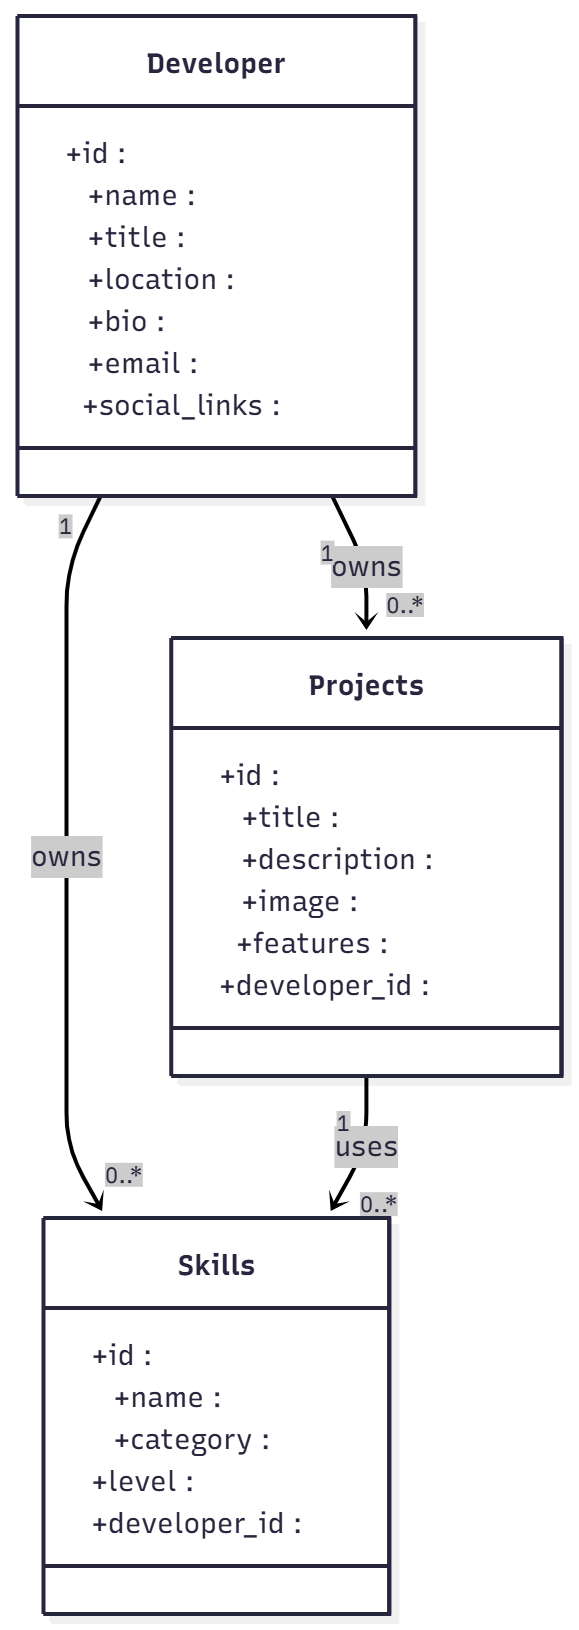 Developer
+id :
+name :
+title :
+location :
+bio :
+email :
+social_links :
1
1
owns
0..*
Projects
+id :
+title :
+description :
+image :
+features :
+developer_id :
owns
1
uses
0..*
0..*
Skills
+id :
+name :
+category :
+level :
+developer_id :